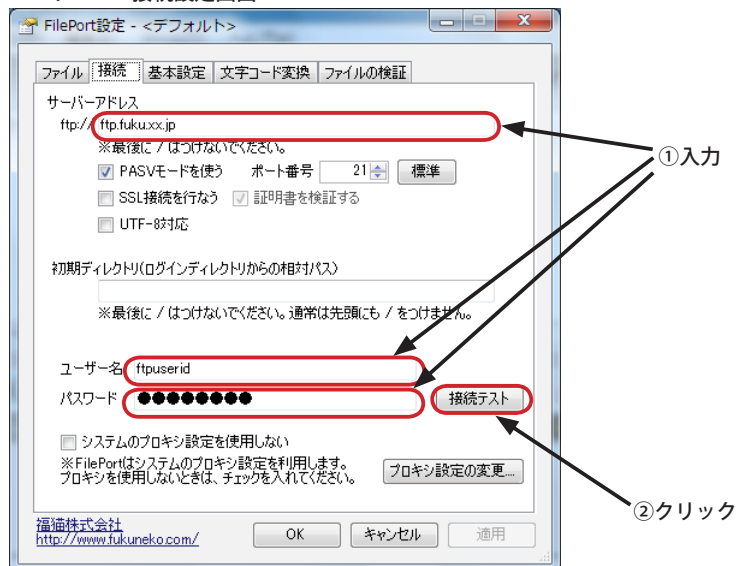 FilePort設定 - <デフォルト>
ファイル 接続 基本設定 文字コード変換 ファイルの検証
サーバーアドレス
ftp:// ftp.fuku.xx.jp
※最後に / はつけないでください。
PASVモードを使う ポート番号 21 標準
SSL接続を行なう 証明書を検証する
UTF-8対応
初期ディレクトリ(ログインディレクトリからの相対パス)
※最後に / はつけないでください。通常は先頭にも / をつけません。
ユーザー名 ftpuserid
パスワード ●●●●●●●● 接続テスト
システムのプロキシ設定を使用しない
※FilePortはシステムのプロキシ設定を利用します。
プロキシを使用しないときは、チェックを入れてください。
プロキシ設定の変更...
福猫株式会社
http://www.fukuneko.com/
OK キャンセル 適用
①入力
②クリック